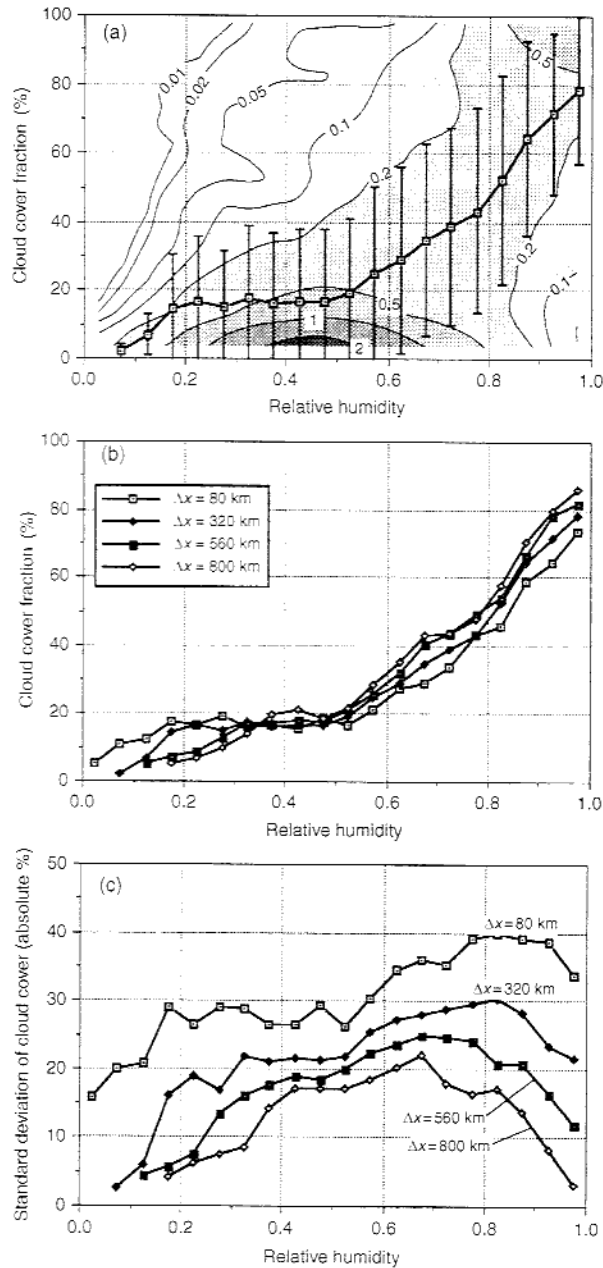 (a)
Cloud cover fraction (%)
100
80
60
40
20
0
0.01
0.02
0.05
0.1
0.2
0.5
0.5
1
2
0.2
0.1
0.0
0.2
0.4
0.6
0.8
1.0
Relative humidity
(b)
Cloud cover fraction (%)
100
80
60
40
20
0
Δx = 80 km
Δx = 320 km
Δx = 560 km
Δx = 800 km
0.0
0.2
0.4
0.6
0.8
1.0
Relative humidity
(c)
Standard deviation of cloud cover (absolute %)
50
40
30
20
10
0
Δx=80 km
Δx=320 km
Δx=560 km
Δx=800 km
0.0
0.2
0.4
0.6
0.8
1.0
Relative humidity